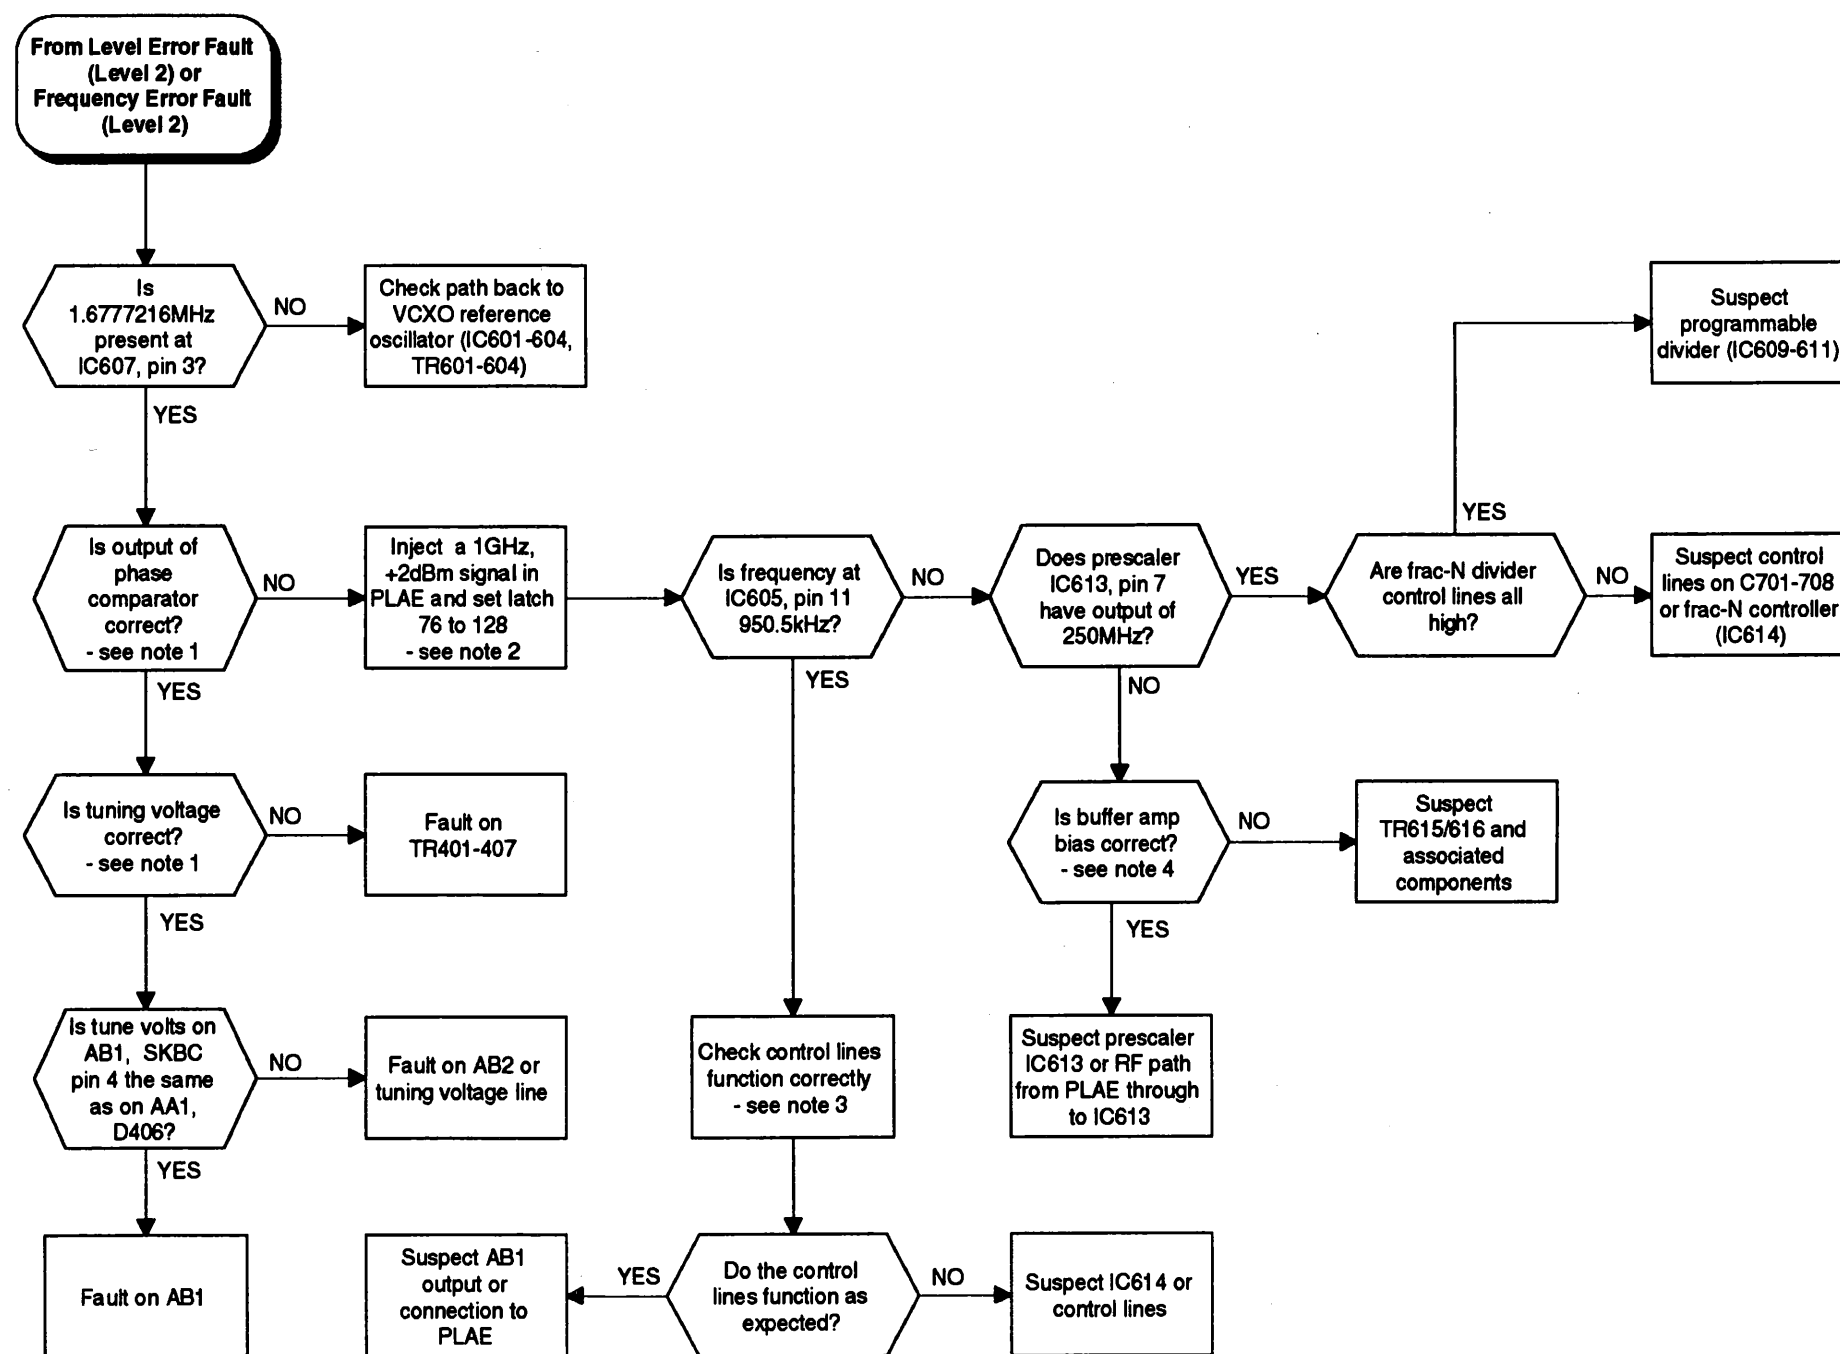 From Level Error Fault
(Level 2) or
Frequency Error Fault
(Level 2)
Is
1.6777216MHz
present at
IC607, pin 3?
NO
Check path back to
VCXO reference
oscillator (IC601-604,
TR601-604)
Suspect
programmable
divider (IC609-611)
YES
Is output of
phase
comparator
correct?
- see note 1
NO
Inject a 1GHz,
+2dBm signal in
PLAE and set latch
76 to 128
- see note 2
Is frequency at
IC605, pin 11
950.5kHz?
NO
Does prescaler
IC613, pin 7
have output of
250MHz?
YES
Are frac-N divider
control lines all
high?
YES
NO
Suspect control
lines on C701-708
or frac-N controller
(IC614)
YES
YES
NO
Is tuning voltage
correct?
- see note 1
NO
Fault on
TR401-407
Is buffer amp
bias correct?
- see note 4
NO
Suspect
TR615/616 and
associated
components
YES
YES
Is tune volts on
AB1, SKBC
pin 4 the same
as on AA1,
D406?
NO
Fault on AB2 or
tuning voltage line
Check control lines
function correctly
- see note 3
Suspect prescaler
IC613 or RF path
from PLAE through
to IC613
YES
Fault on AB1
Suspect AB1
output or
connection to
PLAE
YES
Do the control
lines function as
expected?
NO
Suspect IC614 or
control lines